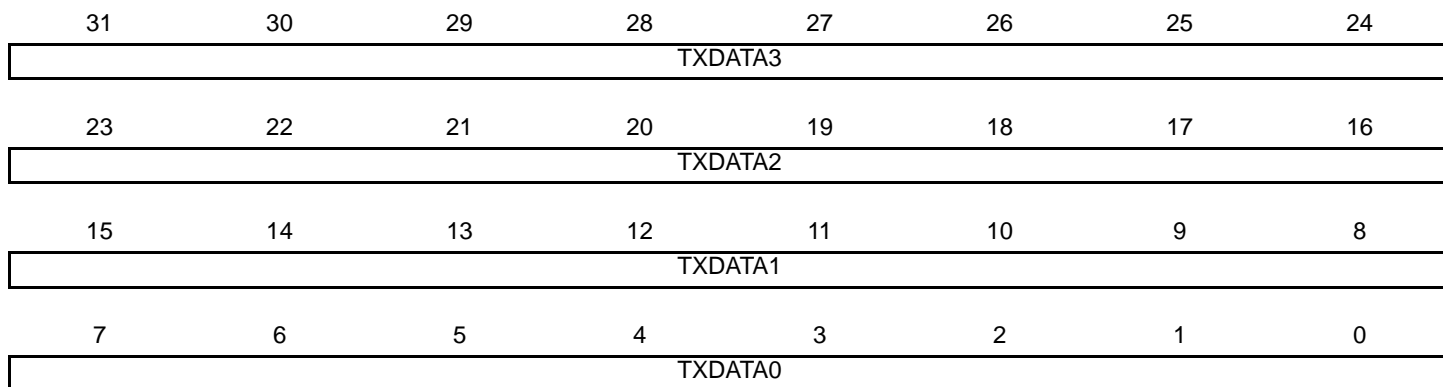 31 30 29 28 27 26 25 24
TXDATA3
23 22 21 20 19 18 17 16
TXDATA2
15 14 13 12 11 10 9 8
TXDATA1
7 6 5 4 3 2 1 0
TXDATA0